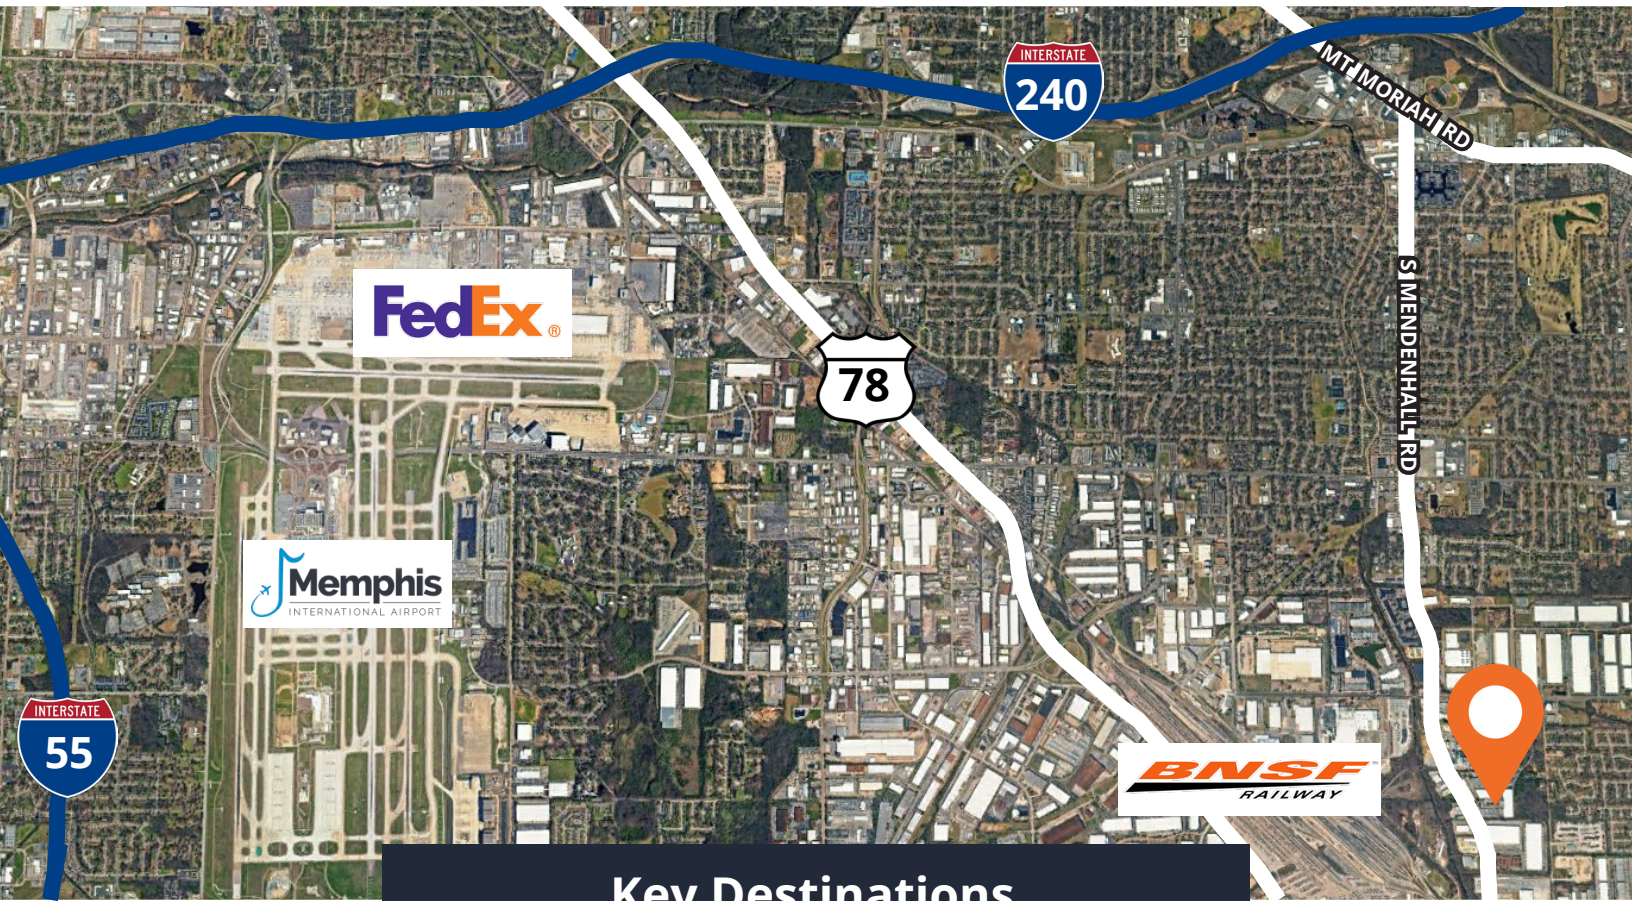 INTERSTATE
240
MT MORIAH RD
FedEx ®
S MENDENHALL RD
78
Memphis
INTERNATIONAL AIRPORT
INTERSTATE
55
BNSF
RAILWAY
Key Destinations